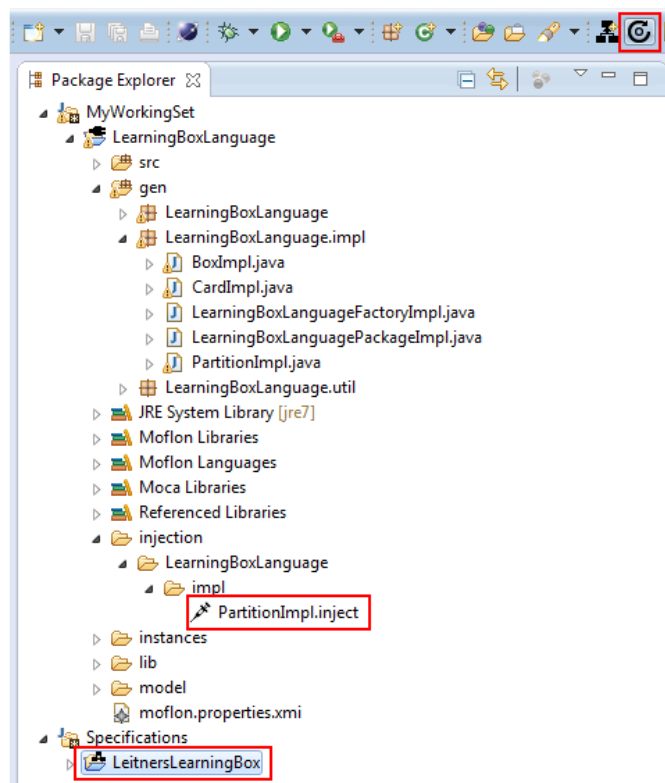 Package Explorer
MyWorkingSet
LearningBoxLanguage
src
gen
LearningBoxLanguage
LearningBoxLanguage.impl
BoxImpl.java
CardImpl.java
LearningBoxLanguageFactoryImpl.java
LearningBoxLanguagePackageImpl.java
PartitionImpl.java
LearningBoxLanguage.util
JRE System Library [jre7]
Moflon Libraries
Moflon Languages
Moca Libraries
Referenced Libraries
injection
LearningBoxLanguage
impl
PartitionImpl.inject
instances
lib
model
moflon.properties.xmi
Specifications
LeitnersLearningBox